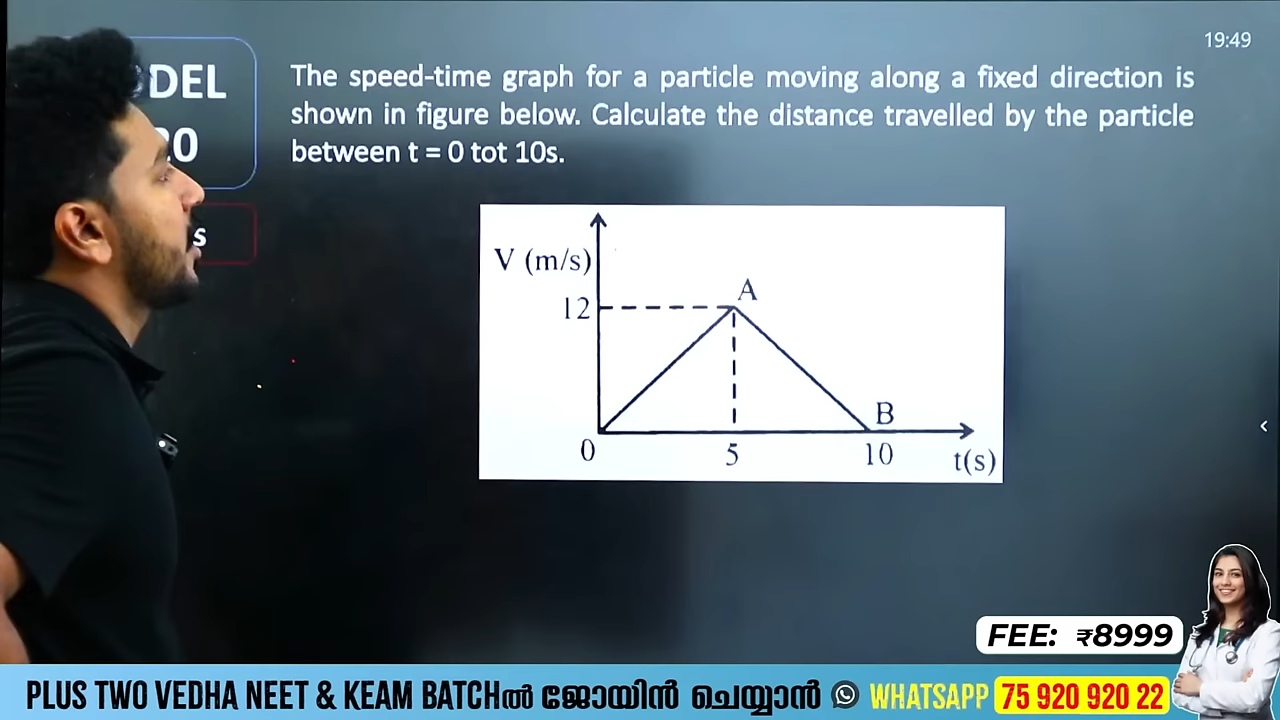 19:49
DEL
20
s
The speed-time graph for a particle moving along a fixed direction is
shown in figure below. Calculate the distance travelled by the particle
between t = 0 tot 10s.
V (m/s)
A
12
B
0
5
10
t(s)
FEE: ₹8999
PLUS TWO VEDHA NEET & KEAM BATCHൽ ജോയിൻ ചെയ്യാൻ WHATSAPP 75 920 920 22